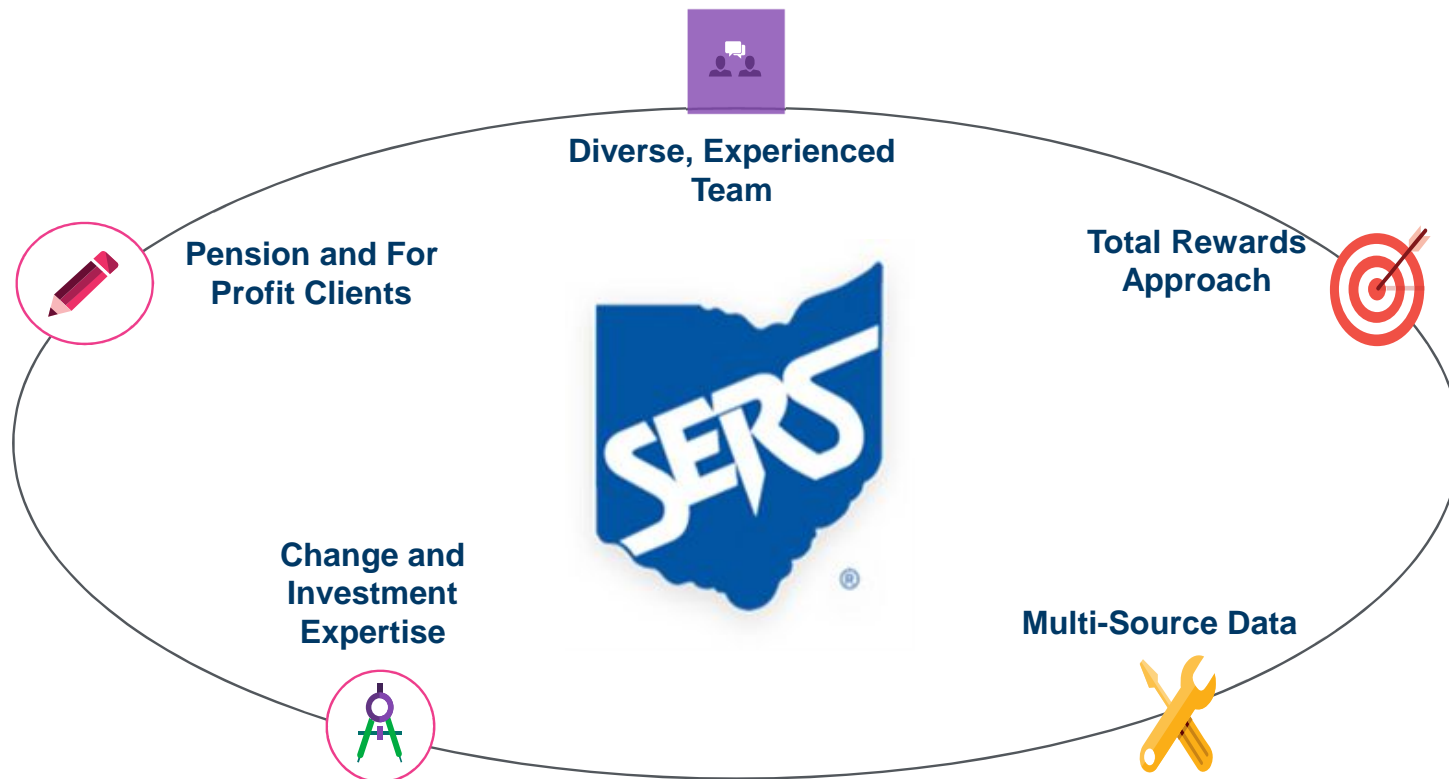 Diverse, Experienced
Team
Pension and For
Profit Clients
Total Rewards
Approach
SERS
®
Change and
Investment
Expertise
Multi-Source Data